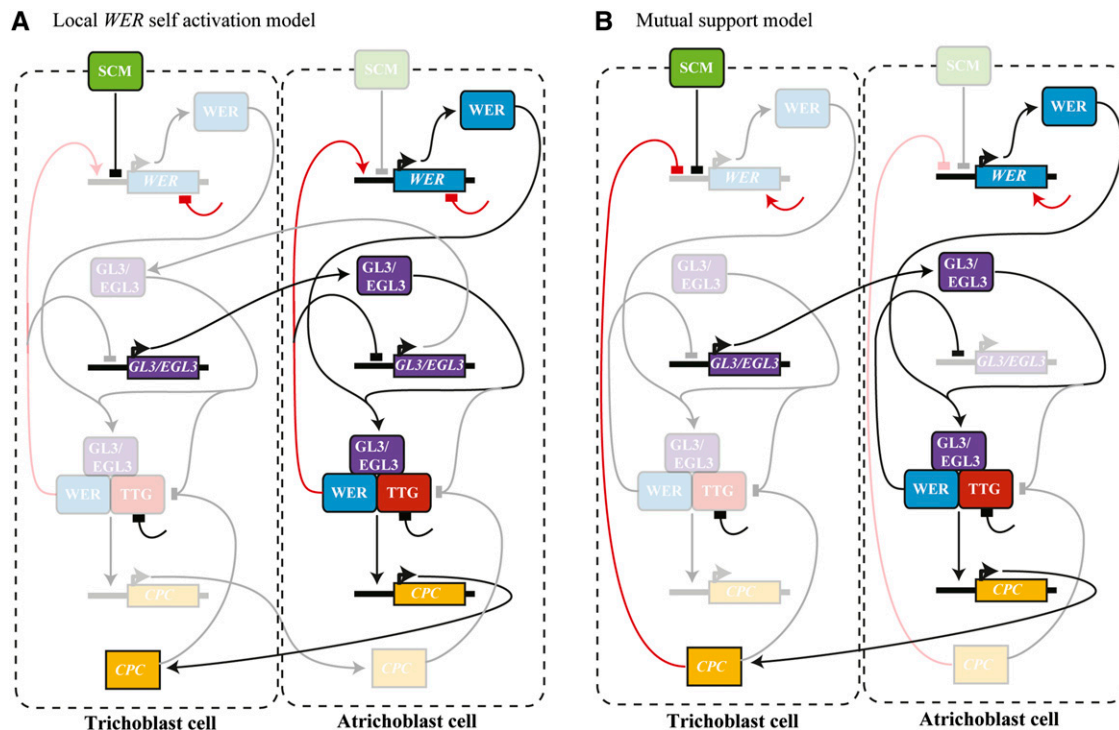 A Local WER self activation model
B Mutual support model
SCM
WER
WER
GL3/
EGL3
GL3/EGL3
GL3/
EGL3
WER
TTG
CPC
CPC
Trichoblast cell
SCM
WER
WER
GL3/
EGL3
GL3/EGL3
GL3/
EGL3
WER
TTG
CPC
CPC
Atrichoblast cell
SCM
WER
WER
GL3/
EGL3
GL3/EGL3
GL3/
EGL3
WER
TTG
CPC
CPC
Trichoblast cell
SCM
WER
WER
GL3/
EGL3
GL3/EGL3
GL3/
EGL3
WER
TTG
CPC
CPC
Atrichoblast cell